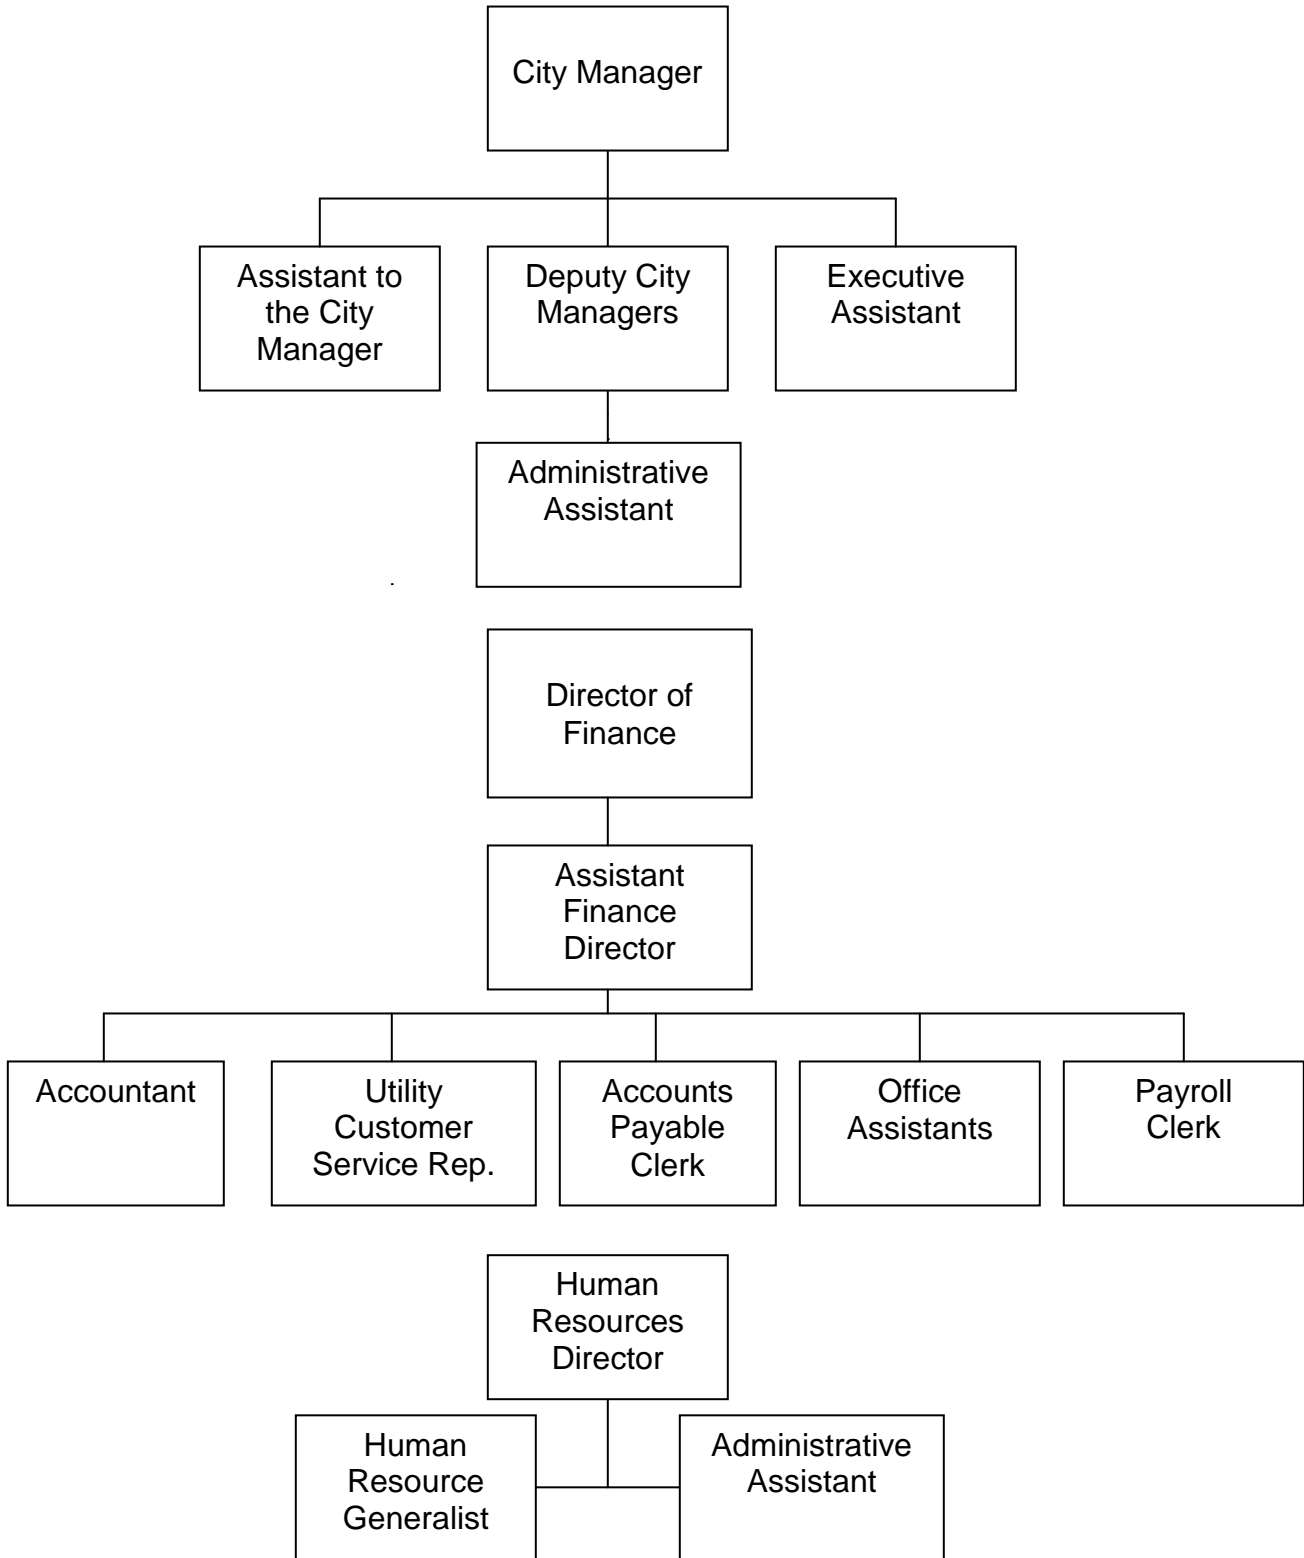 City Manager
Assistant to
the City
Manager
Deputy City
Managers
Executive
Assistant
Administrative
Assistant
Director of
Finance
Assistant
Finance
Director
Accountant
Utility
Customer
Service Rep.
Accounts
Payable
Clerk
Office
Assistants
Payroll
Clerk
Human
Resources
Director
Human
Resource
Generalist
Administrative
Assistant